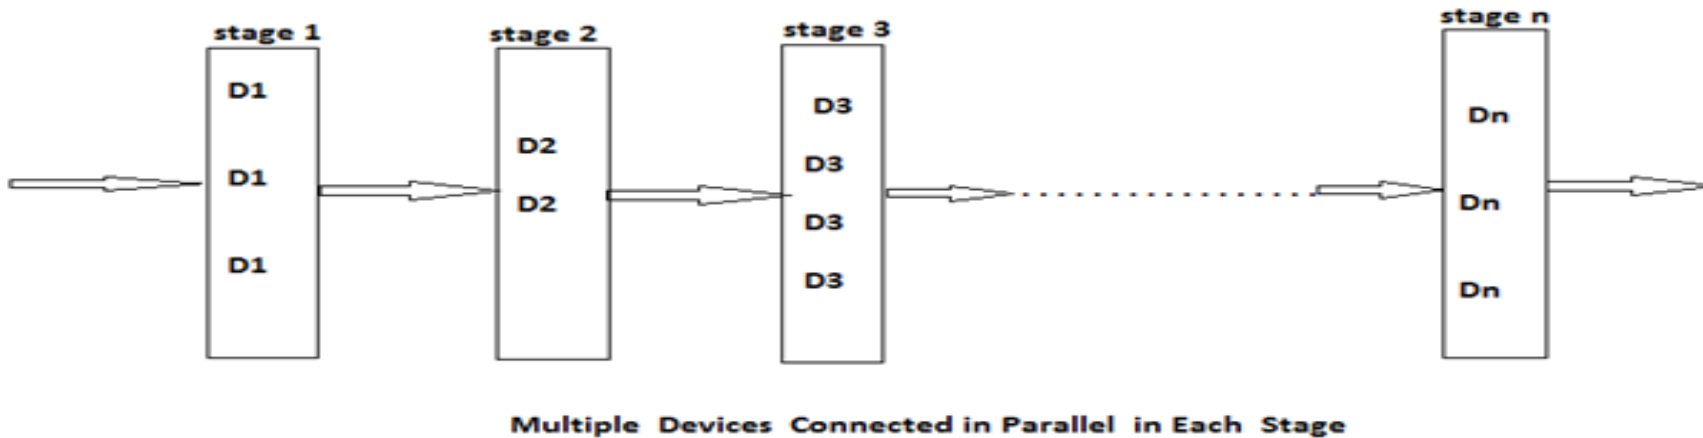 stage 1
stage 2
stage 3
stage n
D1
D1
D1
D2
D2
D3
D3
D3
D3
Dn
Dn
Dn
Multiple Devices Connected in Parallel in Each Stage